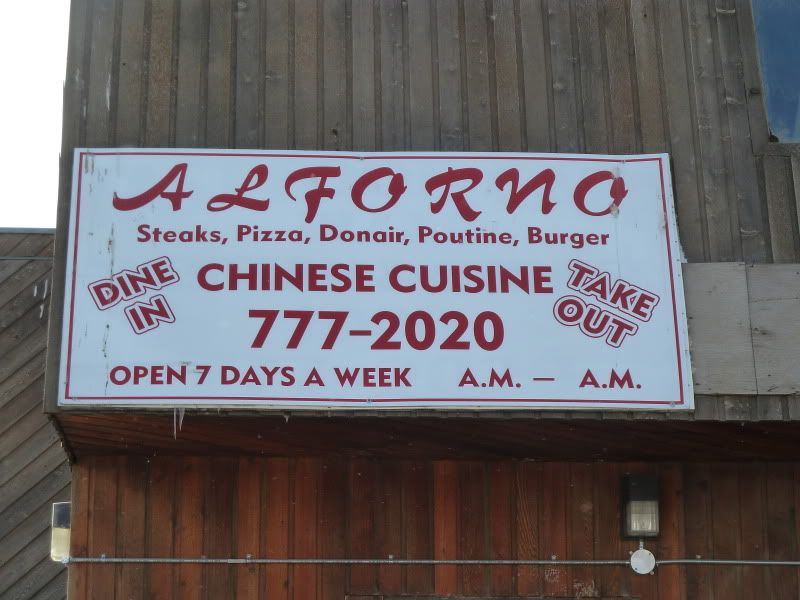 ALFORNO
Steaks, Pizza, Donair, Poutine, Burger
DINE IN
CHINESE CUISINE
TAKE OUT
777-2020
OPEN 7 DAYS A WEEK A.M. — A.M.